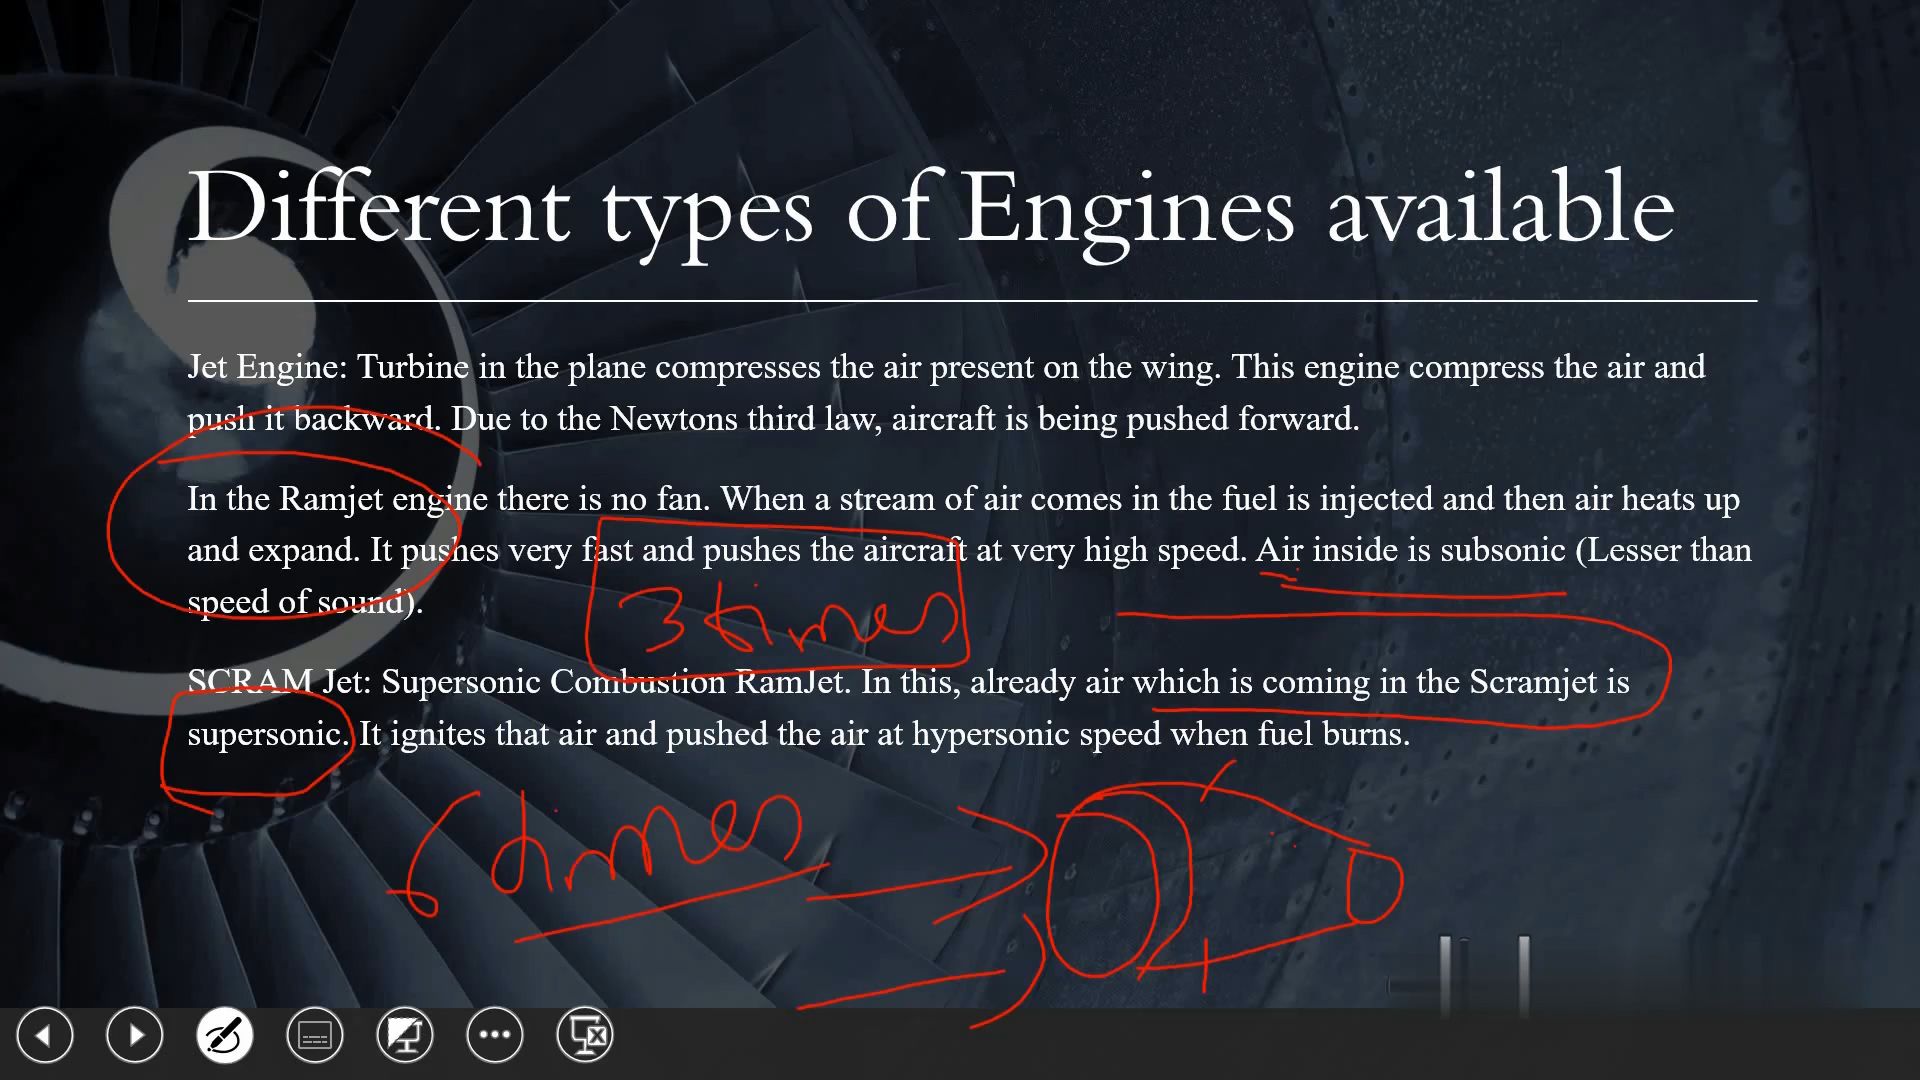 Different types of Engines available
Jet Engine: Turbine in the plane compresses the air present on the wing. This engine compress the air and
push it backward. Due to the Newtons third law, aircraft is being pushed forward.
In the Ramjet engine there is no fan. When a stream of air comes in the fuel is injected and then air heats up
and expand. It pushes very fast and pushes the aircraft at very high speed. Air inside is subsonic (Lesser than
speed of sound).
3 times
SCRAM Jet: Supersonic Combustion RamJet. In this, already air which is coming in the Scramjet is
supersonic. It ignites that air and pushed the air at hypersonic speed when fuel burns.
6 times